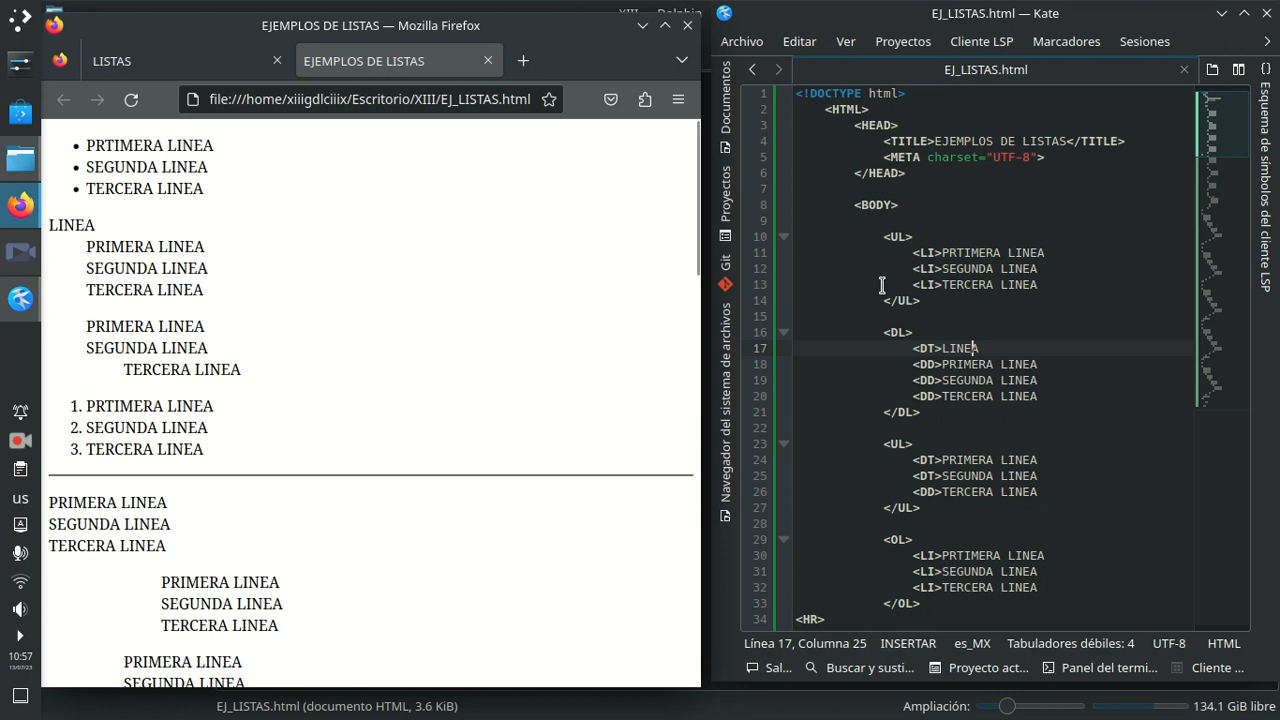 XIII — Dolphin
EJEMPLOS DE LISTAS — Mozilla Firefox
LISTAS
EJEMPLOS DE LISTAS
file:///home/xiiigdlciiix/Escritorio/XIII/EJ_LISTAS.html
• PRTIMERA LINEA
• SEGUNDA LINEA
• TERCERA LINEA
LINEA
PRIMERA LINEA
SEGUNDA LINEA
TERCERA LINEA
PRIMERA LINEA
SEGUNDA LINEA
TERCERA LINEA
1. PRTIMERA LINEA
2. SEGUNDA LINEA
3. TERCERA LINEA
PRIMERA LINEA
SEGUNDA LINEA
TERCERA LINEA
PRIMERA LINEA
SEGUNDA LINEA
TERCERA LINEA
PRIMERA LINEA
SEGUNDA LINEA
us
10:57
13/07/23
EJ_LISTAS.html (documento HTML, 3.6 KiB)
EJ_LISTAS.html — Kate
Archivo Editar Ver Proyectos Cliente LSP Marcadores Sesiones
EJ_LISTAS.html
Documentos
Proyectos
Git
Navegador del sistema de archivos
1 <!DOCTYPE html>
2 <HTML>
3 <HEAD>
4 <TITLE>EJEMPLOS DE LISTAS</TITLE>
5 <META charset="UTF-8">
6 </HEAD>
7
8 <BODY>
9
10 <UL>
11 <LI>PRTIMERA LINEA
12 <LI>SEGUNDA LINEA
13 <LI>TERCERA LINEA
14 </UL>
15
16 <DL>
17 <DT>LINEA
18 <DD>PRIMERA LINEA
19 <DD>SEGUNDA LINEA
20 <DD>TERCERA LINEA
21 </DL>
22
23 <UL>
24 <DT>PRIMERA LINEA
25 <DT>SEGUNDA LINEA
26 <DD>TERCERA LINEA
27 </UL>
28
29 <OL>
30 <LI>PRTIMERA LINEA
31 <LI>SEGUNDA LINEA
32 <LI>TERCERA LINEA
33 </OL>
34 <HR>
{} Esquema de símbolos del cliente LSP
Línea 17, Columna 25 INSERTAR es_MX Tabuladores débiles: 4 UTF-8 HTML
Sal... Buscar y susti... Proyecto act... Panel del termi... Cliente ...
Ampliación: 134.1 GiB libre